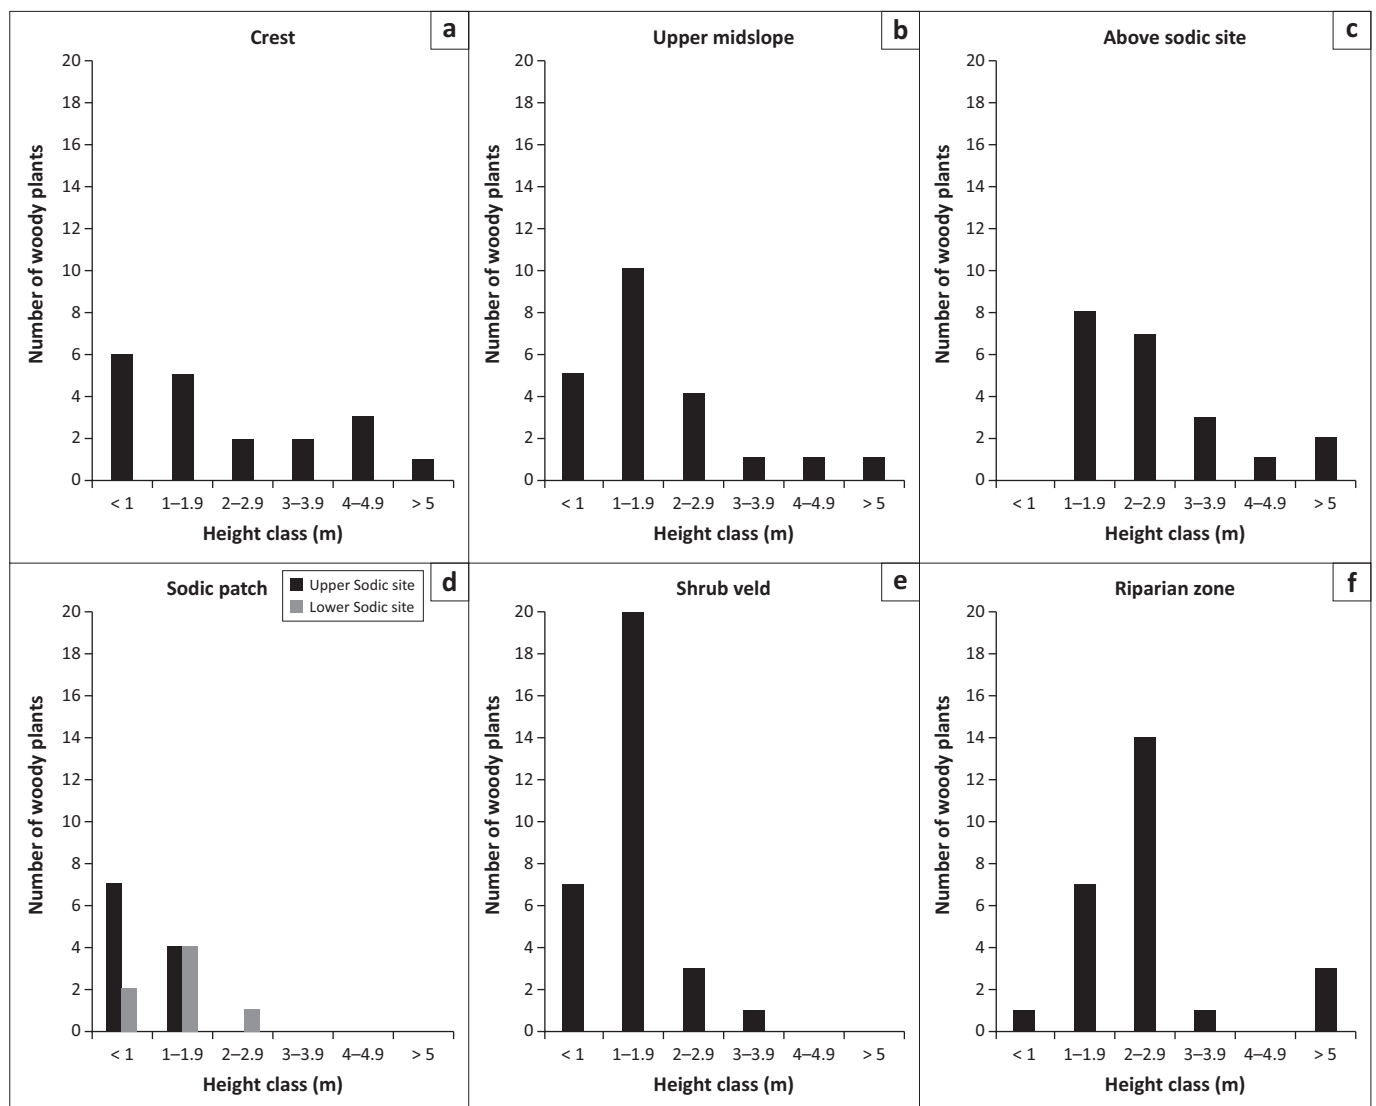 Crest
a
Number of woody plants
20
18
16
14
12
10
8
6
4
2
0
< 1 1–1.9 2–2.9 3–3.9 4–4.9 > 5
Height class (m)
Upper midslope
b
Number of woody plants
20
18
16
14
12
10
8
6
4
2
0
< 1 1–1.9 2–2.9 3–3.9 4–4.9 > 5
Height class (m)
Above sodic site
c
Number of woody plants
20
18
16
14
12
10
8
6
4
2
0
< 1 1–1.9 2–2.9 3–3.9 4–4.9 > 5
Height class (m)
Sodic patch
Upper Sodic site
Lower Sodic site
d
Number of woody plants
20
18
16
14
12
10
8
6
4
2
0
< 1 1–1.9 2–2.9 3–3.9 4–4.9 > 5
Height class (m)
Shrub veld
e
Number of woody plants
20
18
16
14
12
10
8
6
4
2
0
< 1 1–1.9 2–2.9 3–3.9 4–4.9 > 5
Height class (m)
Riparian zone
f
Number of woody plants
20
18
16
14
12
10
8
6
4
2
0
< 1 1–1.9 2–2.9 3–3.9 4–4.9 > 5
Height class (m)